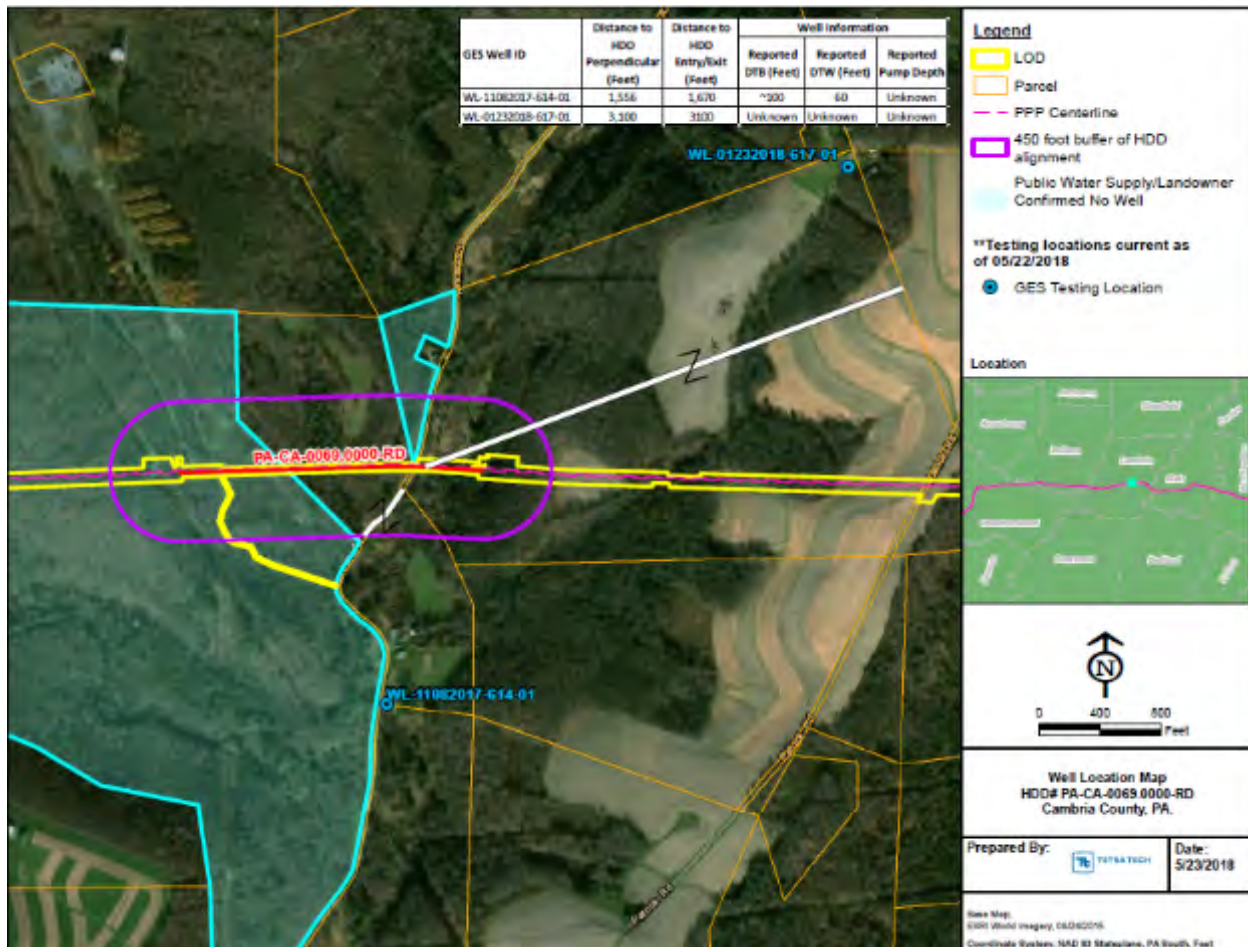 GES Well ID
Distance to HDD Perpendicular (Feet)
Distance to HDD Entry/Exit (Feet)
Well Information
Reported DTB (Feet)
Reported DTW (Feet)
Reported Pump Depth
WL-11082017-614-01 1,556 1,670 ~300 60 Unknown
WL-01232018-617-01 3,100 3100 Unknown Unknown Unknown
WL-01232018-617-01
PA-CA-0069.0000-RD
WL-11082017-614-01
Legend
LOD
Parcel
PPP Centerline
450 foot buffer of HDD
alignment
Public Water Supply/Landowner
Confirmed No Well
**Testing locations current as
of 05/22/2018
GES Testing Location
Location
N
0 400 800
Feet
Well Location Map
HDD# PA-CA-0069.0000-RD
Cambria County, PA.
Prepared By:
TETRA TECH
Date:
5/23/2018
Base Map:
ESRI World Imagery,
Coordinate System: NAD 83 Stateplane, PA South, Feet